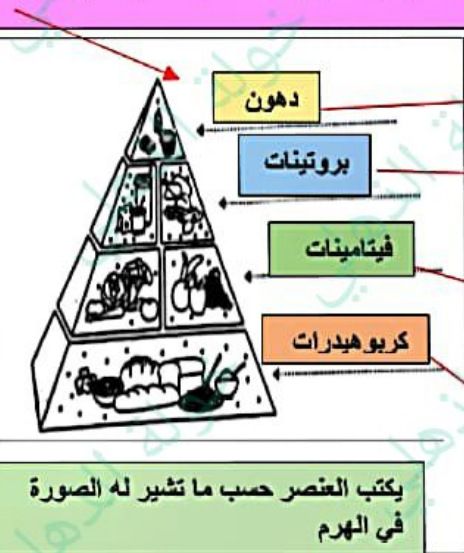 دهون
بروتينات
فيتامينات
كربوهيدرات
يكتب العنصر حسب ما تشير له الصورة
في الهرم